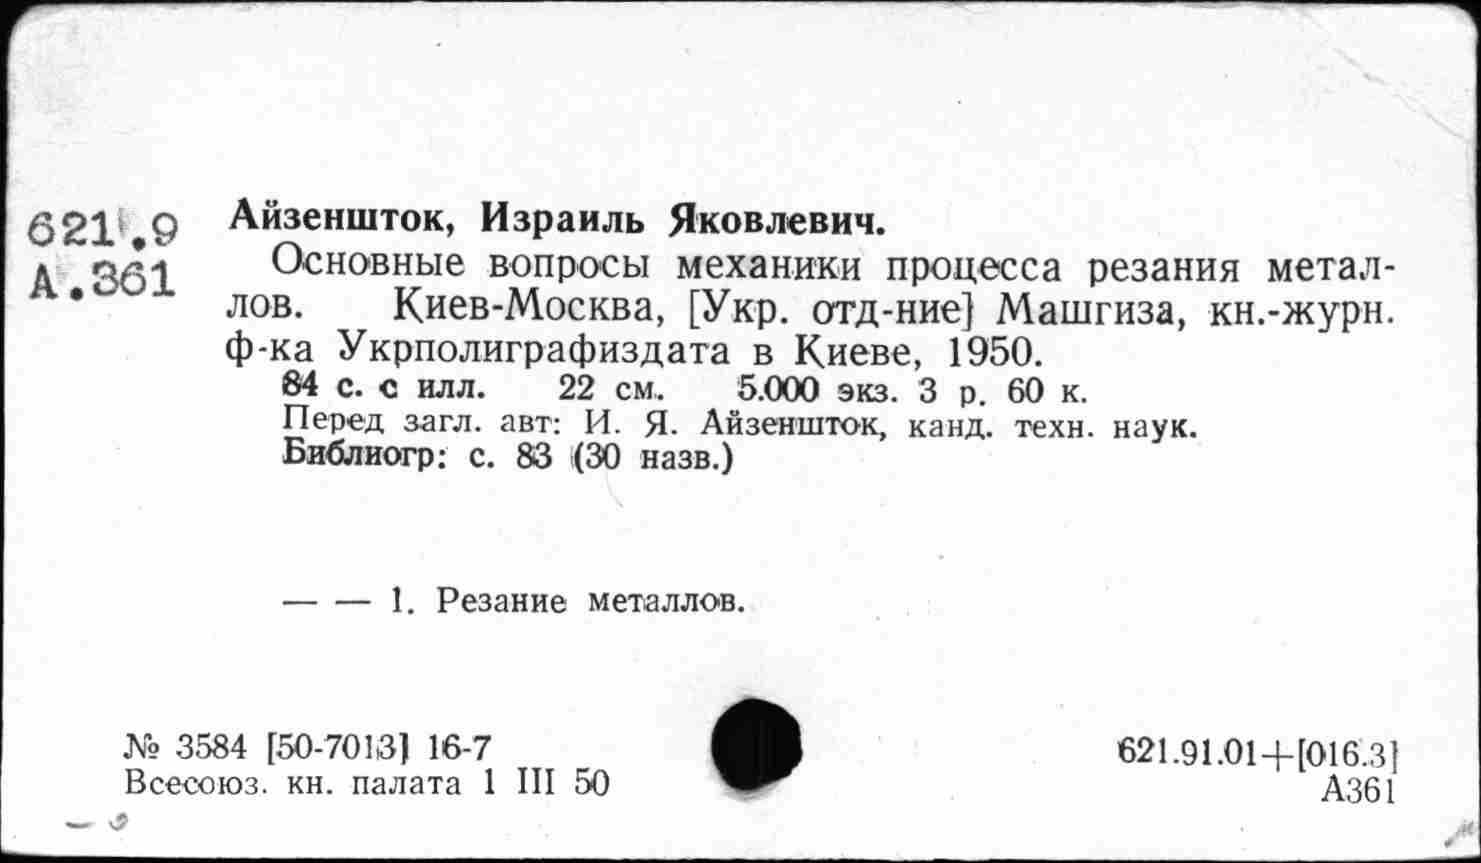 621.9
А.361
Айзеншток, Израиль Яковлевич.
Основные вопросы механики процесса резания метал-
лов. Киев-Москва, [Укр. отд-ние] Машгиза, кн.-журн.
ф-ка Укрполиграфиздата в Киеве, 1950.
84 с. с илл. 22 см. 5.000 экз. 3 р. 60 к.
Перед загл. авт: И. Я. Айзеншток, канд. техн. наук.
Библиогр: с. 83 (30 назв.)
— — 1. Резание металлов.
№ 3584 [50-7013] 16-7
Всесоюз. кн. палата 1 III 50
621.91.01+[016.3]
А361